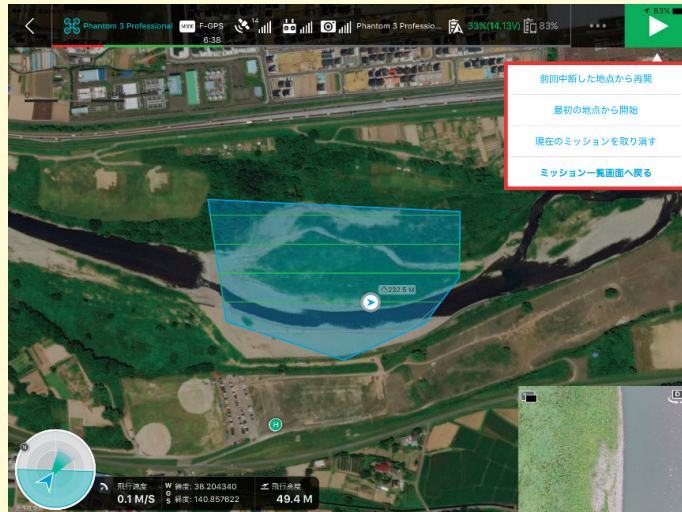 83%
Phantom 3 Professional
MODE
F-GPS
6:38
14
Phantom 3 Professio...
33%(14.13V)
83%
前回中断した地点から再開
最初の地点から開始
現在のミッションを取り消す
ミッション一覧画面へ戻る
232.5 M
H
N
飛行速度
0.1 M/S
WGS
緯度: 38.204340
経度: 140.857622
飛行高度
49.4 M